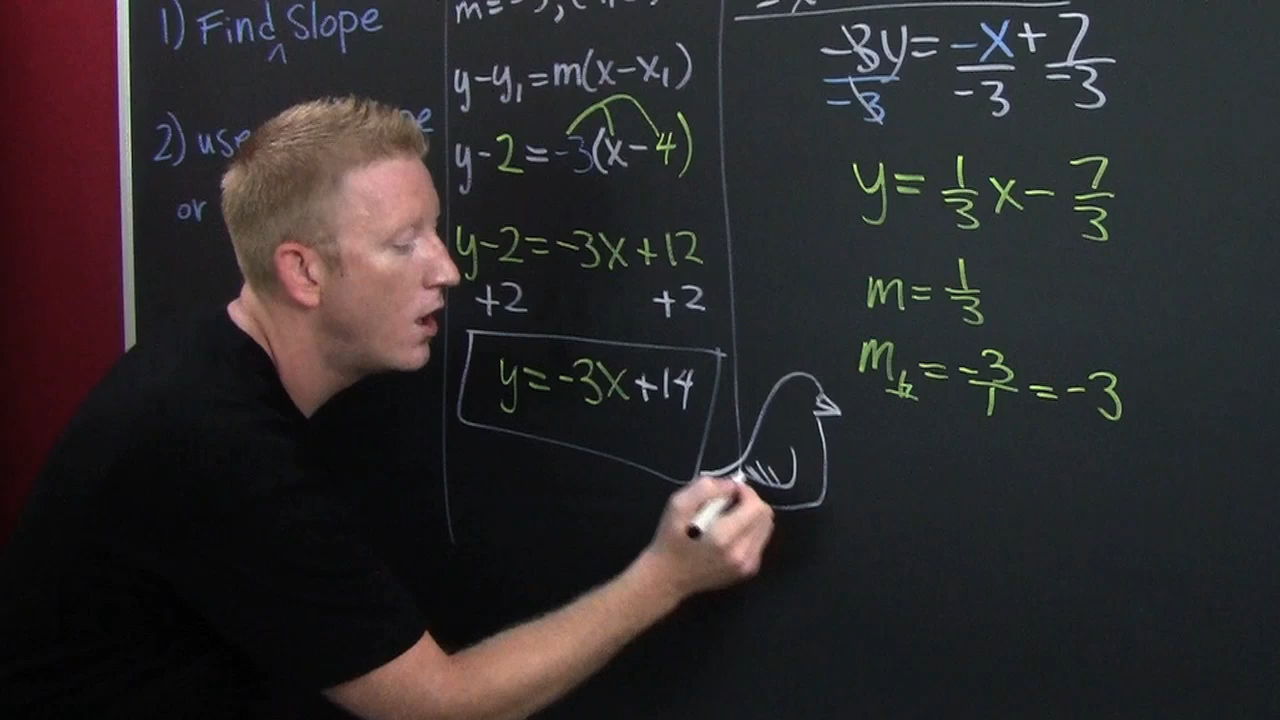 1) Find Slope
^
2) use
or
y-y₁=m(x-x₁)
y-2=-3(x-4)
y-2=-3x+12
+2 +2
y=-3x+14
-3y/-3=-x/-3+7/-3
y=1/3x-7/3
m=1/3
m⊥=-3/1=-3